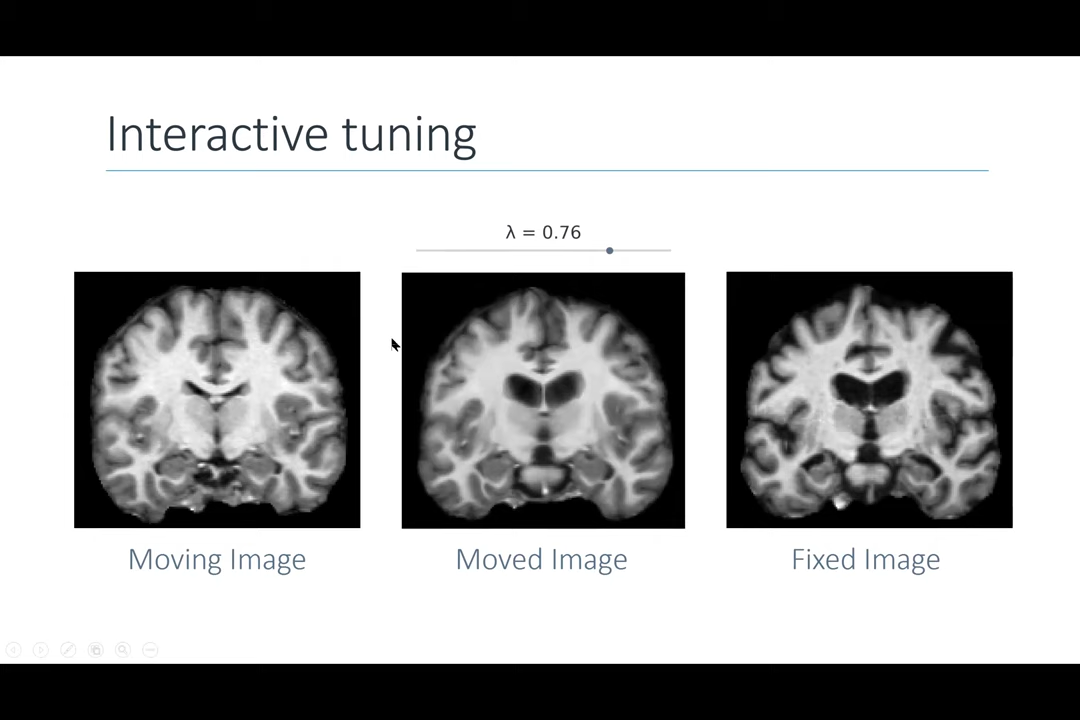 Interactive tuning
λ = 0.76
Moving Image
Moved Image
Fixed Image